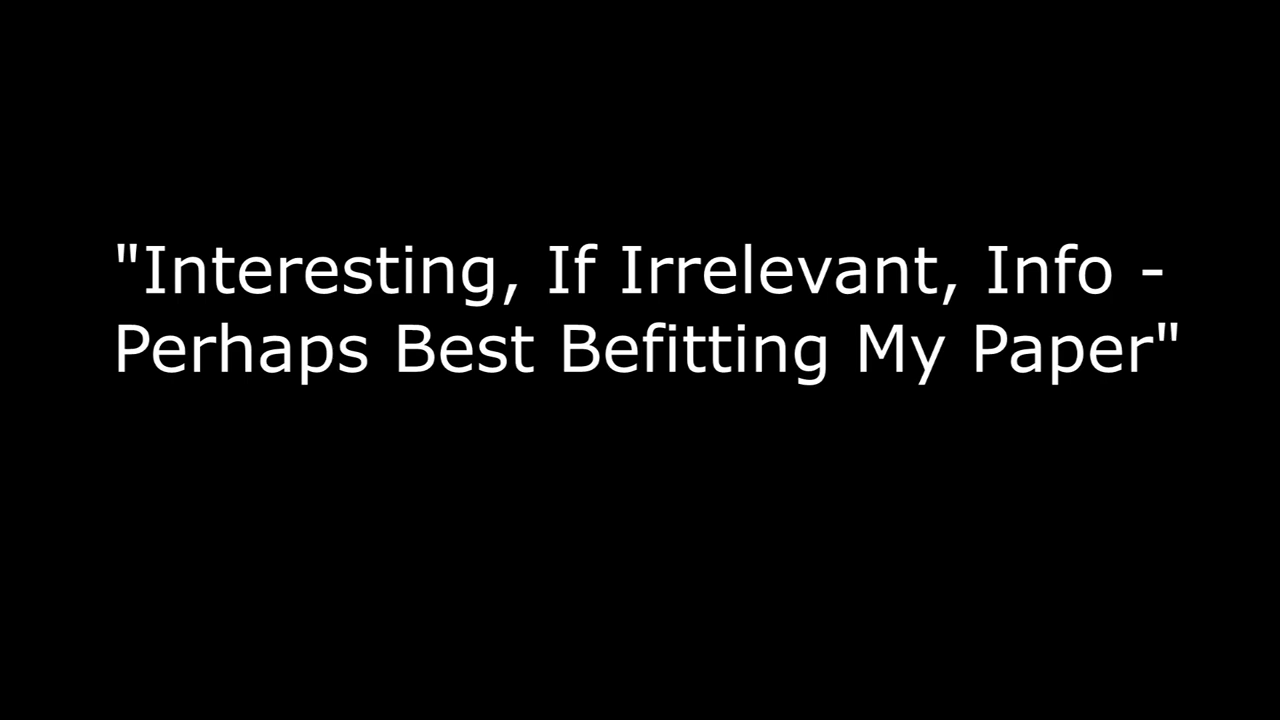 "Interesting, If Irrelevant, Info -
Perhaps Best Befitting My Paper"